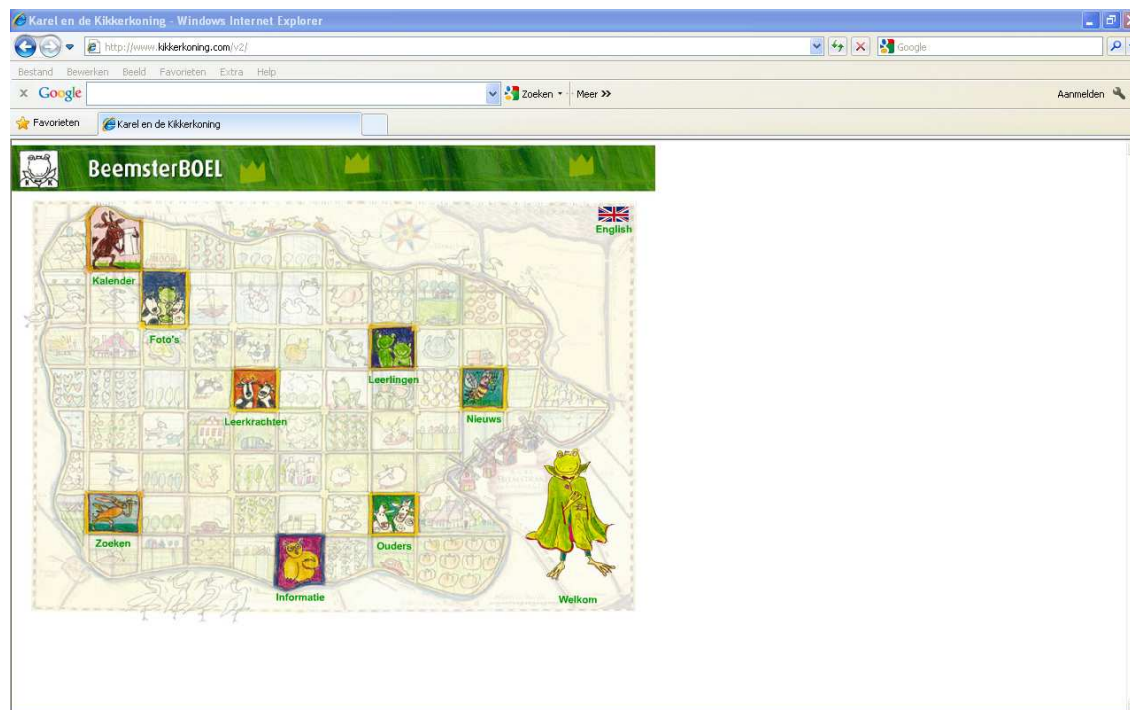 Karel en de Kikkerkoning - Windows Internet Explorer
http://www.kikkerkoning.com/v2/
Google
Bestand Bewerken Beeld Favorieten Extra Help
x Google Zoeken Meer >> Aanmelden
Favorieten Karel en de Kikkerkoning
K K
BeemsterBOEL
English
Kalender
Foto's
Leerlingen
Leerkrachten
Nieuws
Zoeken
Ouders
Informatie
Welkom